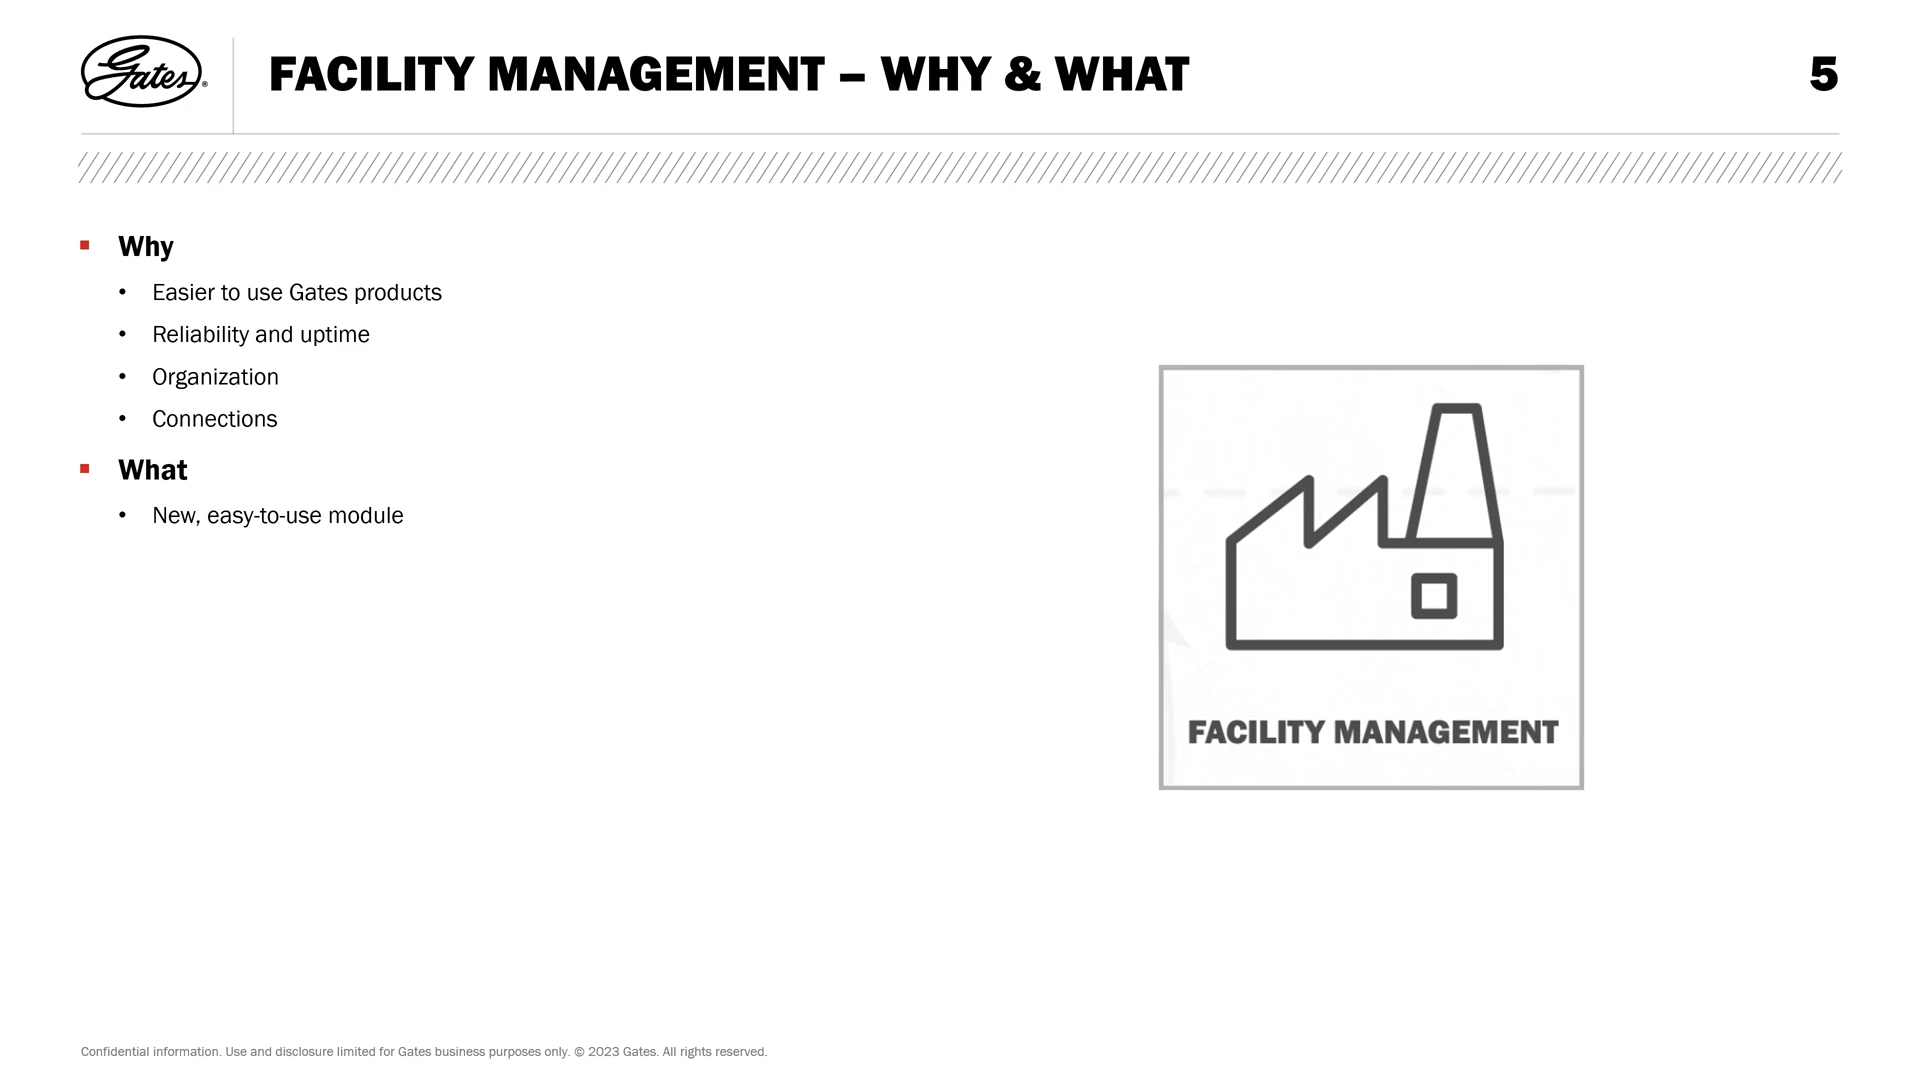 Gates®
FACILITY MANAGEMENT – WHY & WHAT
5
Why
• Easier to use Gates products
• Reliability and uptime
• Organization
• Connections
What
• New, easy-to-use module
FACILITY MANAGEMENT
Confidential information. Use and disclosure limited for Gates business purposes only. © 2023 Gates. All rights reserved.